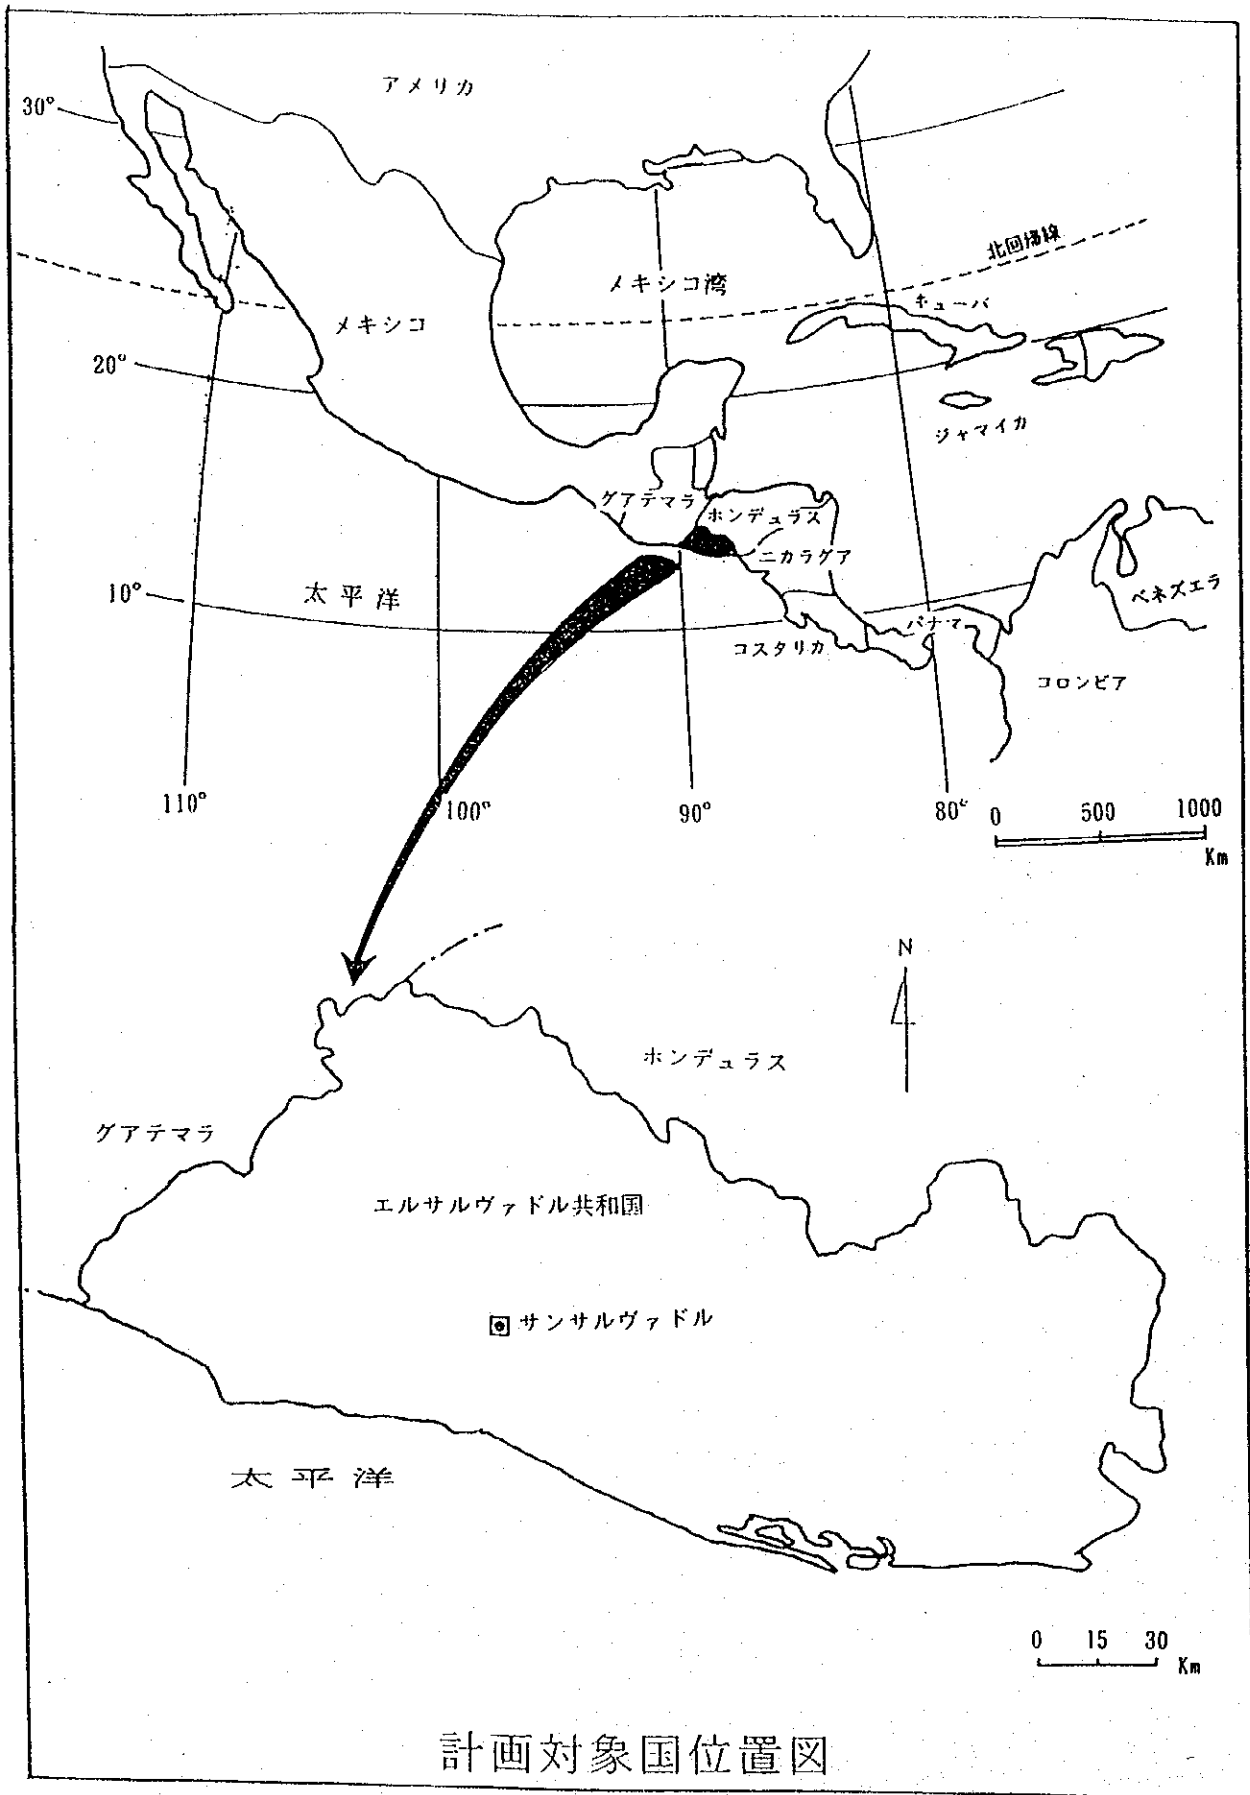 アメリカ
30°
北回帰線
メキシコ湾
キューバ
メキシコ
20°
ジャマイカ
グアテマラ
ホンデュラス
ニカラグア
ベネズエラ
10°
太平洋
パナマ
コスタリカ
コロンビア
110°
100°
90°
80°
0 500 1000
Km
N
ホンデュラス
グアテマラ
エルサルヴァドル共和国
サンサルヴァドル
太平洋
0 15 30
Km
計画対象国位置図